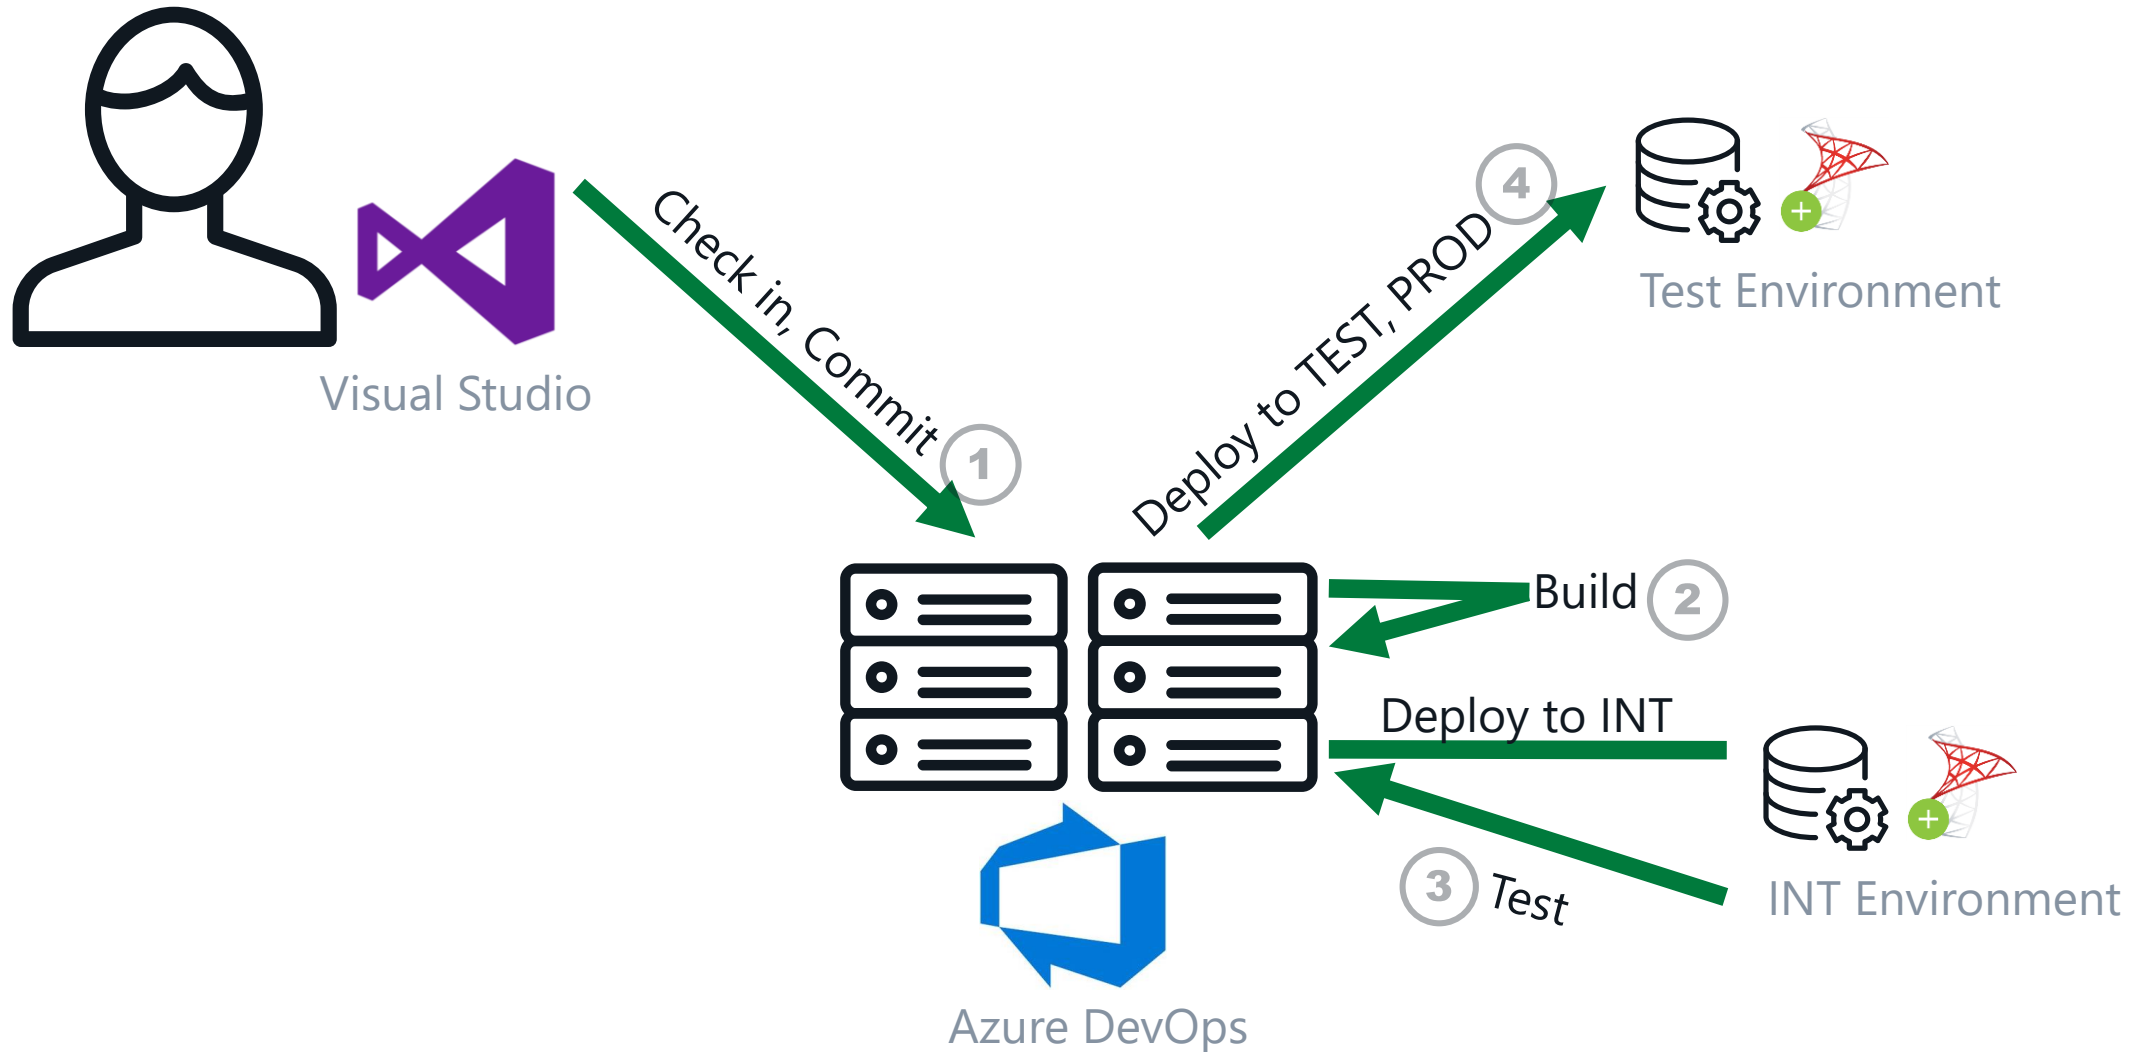 Visual Studio
Check in, Commit
1
Deploy to TEST, PROD
4
Test Environment
Build
2
Deploy to INT
3
Test
INT Environment
Azure DevOps